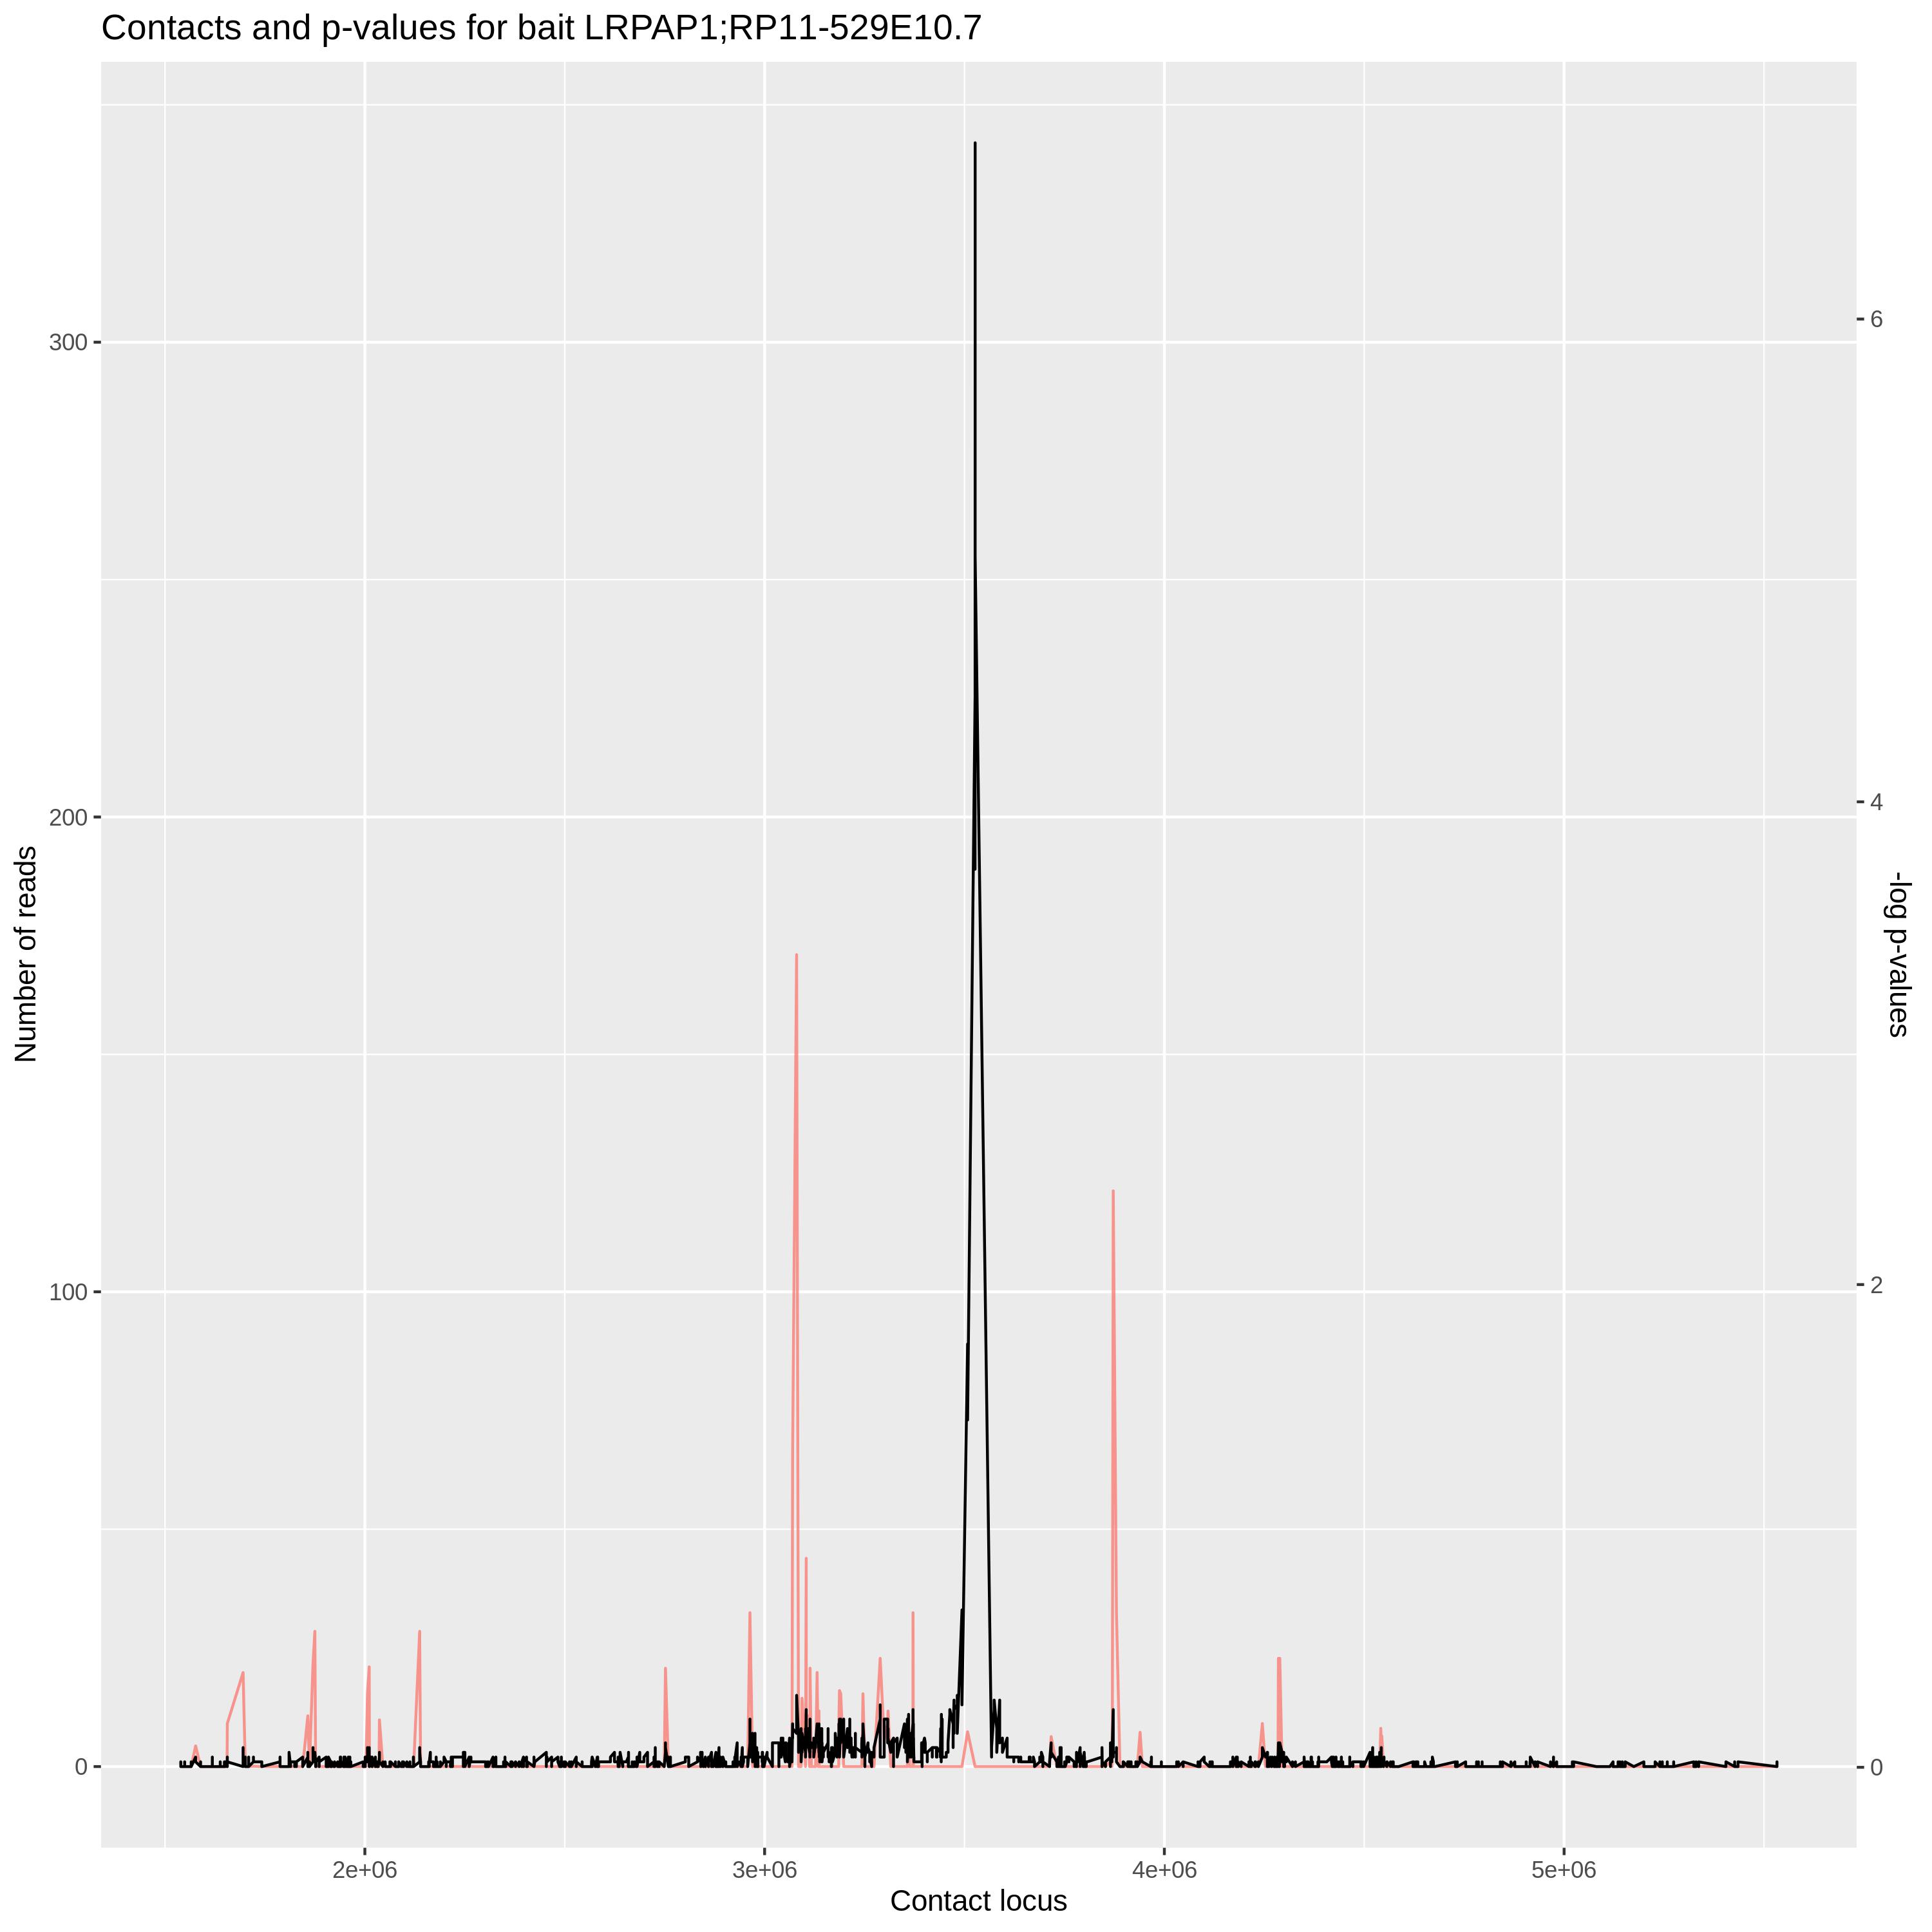 Contacts and p-values for bait LRPAP1;RP11-529E10.7
300
200
100
0
Number of reads
6
4
2
0
-log p-values
2e+06
3e+06
4e+06
5e+06
Contact locus